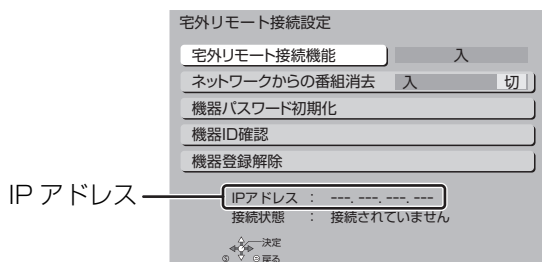 宅外リモート接続設定
宅外リモート接続機能 入
ネットワークからの番組消去 入 切
機器パスワード初期化
機器ID確認
機器登録解除
IP アドレス
IPアドレス : ---. ---. ---. ---
接続状態 : 接続されていません
決定
S 戻る